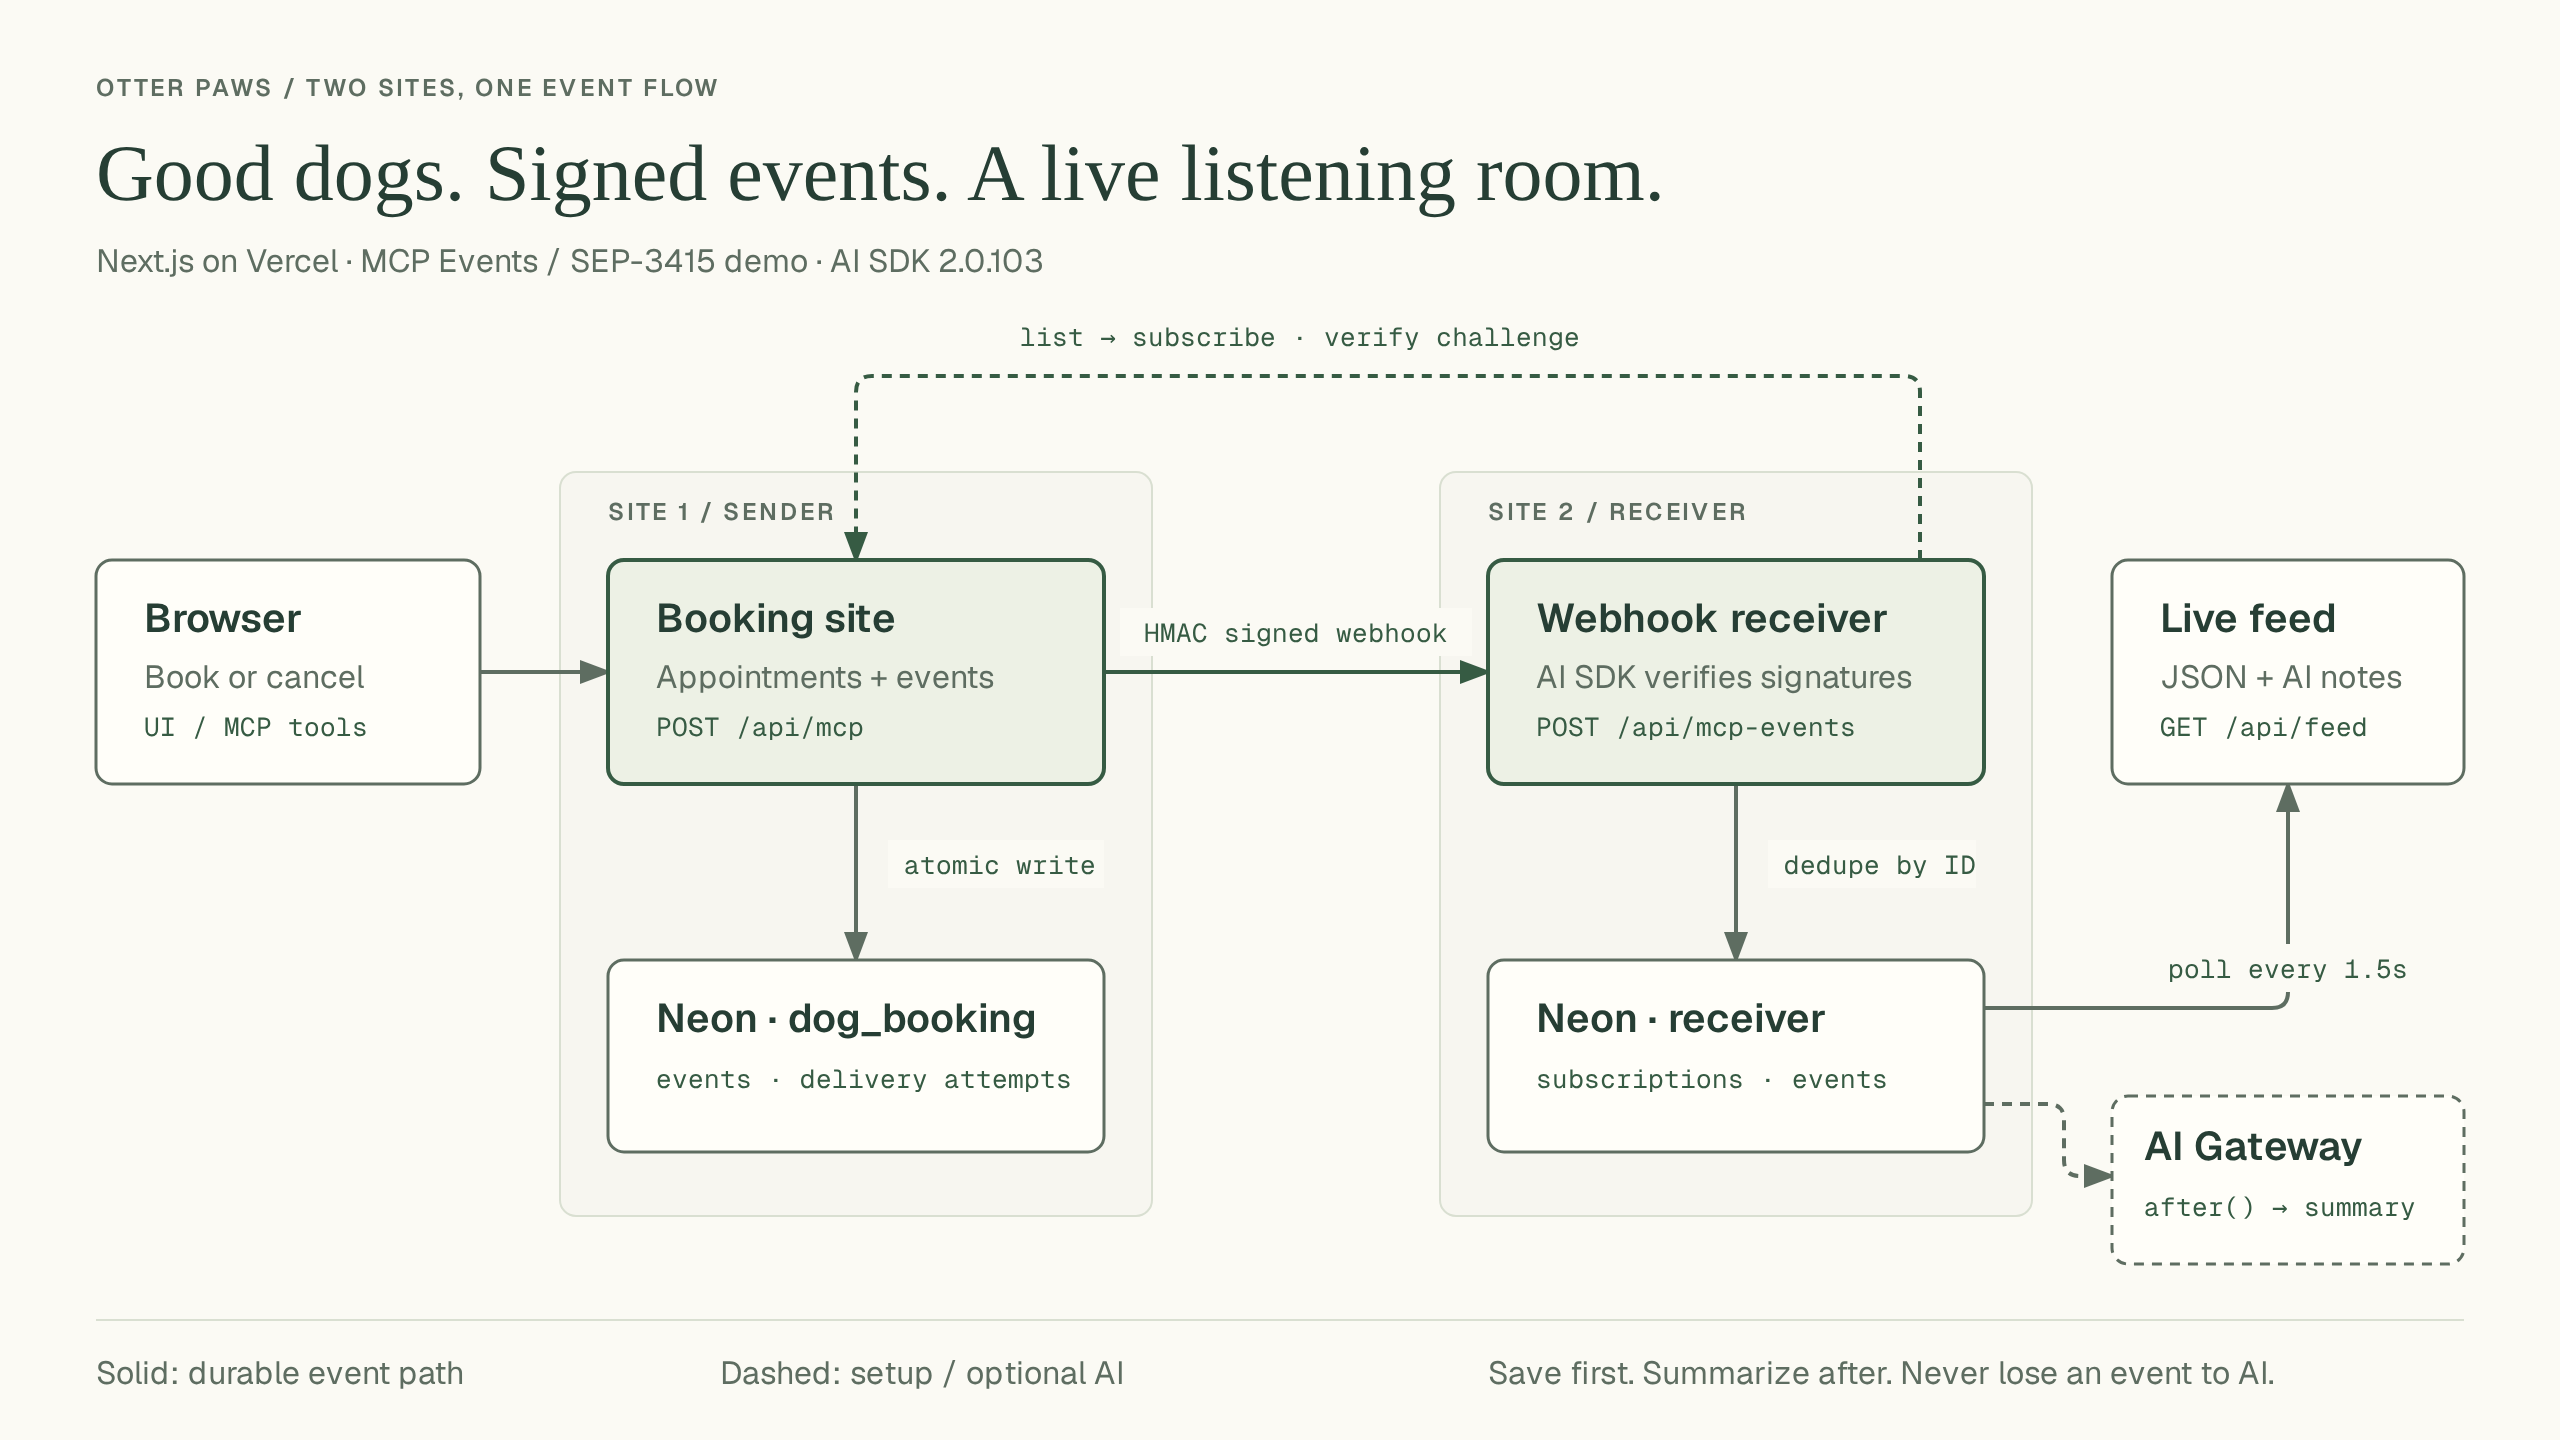 OTTER PAWS / TWO SITES, ONE EVENT FLOW
Good dogs. Signed events. A live listening room.
Next.js on Vercel · MCP Events / SEP-3415 demo · AI SDK 2.0.103
list → subscribe · verify challenge
SITE 1 / SENDER
SITE 2 / RECEIVER
Browser
Book or cancel
UI / MCP tools
Booking site
Appointments + events
POST /api/mcp
HMAC signed webhook
Webhook receiver
AI SDK verifies signatures
POST /api/mcp-events
Live feed
JSON + AI notes
GET /api/feed
atomic write
dedupe by ID
poll every 1.5s
Neon · dog_booking
events · delivery attempts
Neon · receiver
subscriptions · events
AI Gateway
after() → summary
Solid: durable event path
Dashed: setup / optional AI
Save first. Summarize after. Never lose an event to AI.